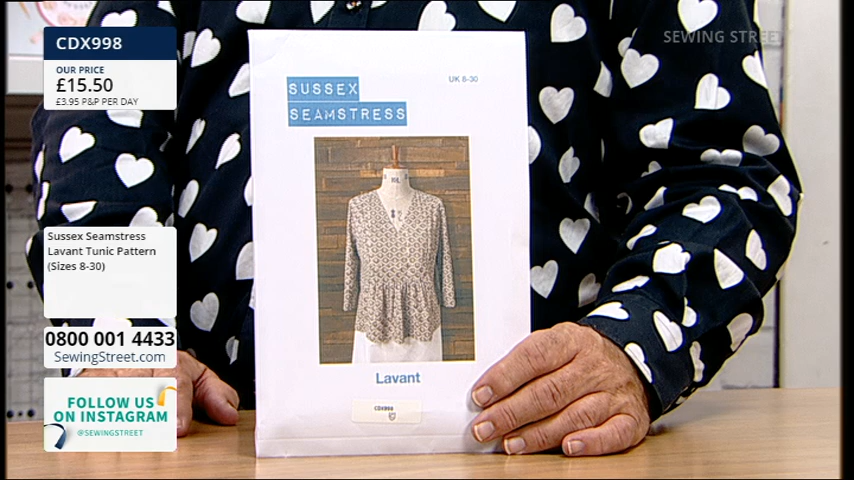 CDX998
OUR PRICE
£15.50
£3.95 P&P PER DAY
Sussex Seamstress
Lavant Tunic Pattern
(Sizes 8-30)
0800 001 4433
SewingStreet.com
FOLLOW US
ON INSTAGRAM
@SEWINGSTREET
SEWING STREET
UK 8-30
SUSSEX
SEAMSTRESS
Lavant
CDX998